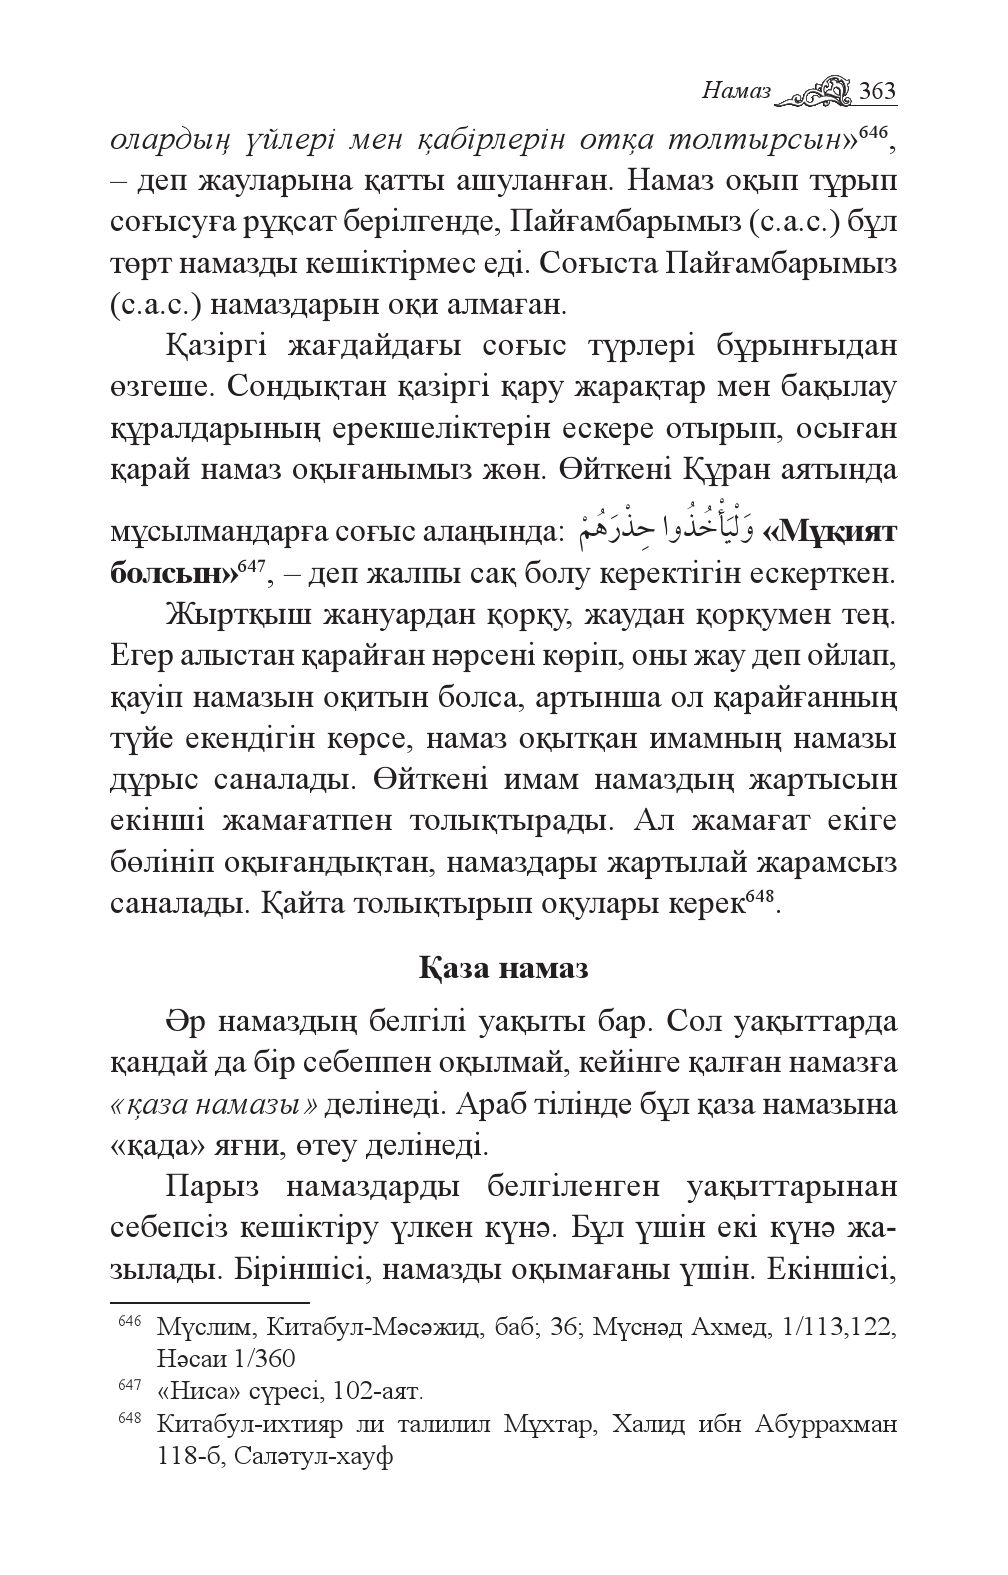 Намаз 363
олардың үйлері мен қабірлерін отқа толтырсын»646,
– деп жауларына қатты ашуланған. Намаз оқып тұрып
соғысуға рұқсат берілгенде, Пайғамбарымыз (с.а.с.) бұл
төрт намазды кешіктірмес еді. Соғыста Пайғамбарымыз
(с.а.с.) намаздарын оқи алмаған.
Қазіргі жағдайдағы соғыс түрлері бұрынғыдан
өзгеше. Сондықтан қазіргі қару жарақтар мен бақылау
құралдарының ерекшеліктерін ескере отырып, осыған
қарай намаз оқығанымыз жөн. Өйткені Құран аятында
мұсылмандарға соғыс алаңында: وَلْيَأْخُذُوا حِذْرَهُمْ «Мұқият
болсын»647, – деп жалпы сақ болу керектігін ескерткен.
Жыртқыш жануардан қорқу, жаудан қорқумен тең.
Егер алыстан қарайған нәрсені көріп, оны жау деп ойлап,
қауіп намазын оқитын болса, артынша ол қарайғанның
түйе екендігін көрсе, намаз оқытқан имамның намазы
дұрыс саналады. Өйткені имам намаздың жартысын
екінші жамағатпен толықтырады. Ал жамағат екіге
бөлініп оқығандықтан, намаздары жартылай жарамсыз
саналады. Қайта толықтырып оқулары керек648.
Қаза намаз
Әр намаздың белгілі уақыты бар. Сол уақыттарда
қандай да бір себеппен оқылмай, кейінге қалған намазға
«қаза намазы» делінеді. Араб тілінде бұл қаза намазына
«қада» яғни, өтеу делінеді.
Парыз намаздарды белгіленген уақыттарынан
себепсіз кешіктіру үлкен күнә. Бұл үшін екі күнә жа-
зылады. Біріншісі, намазды оқымағаны үшін. Екіншісі,
646 Мүслим, Китабул-Мәсәжид, баб; 36; Мүснәд Ахмед, 1/113,122,
Нәсаи 1/360
647 «Ниса» сүресі, 102-аят.
648 Китабул-ихтияр ли талилил Мұхтар, Халид ибн Абуррахман
118-б, Саләтул-хауф